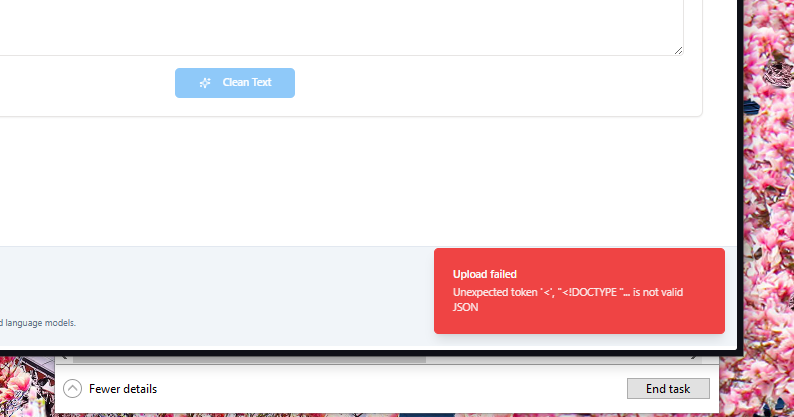 Clean Text
Upload failed
Unexpected token '<', "<!DOCTYPE "... is not valid
JSON
d language models.
Fewer details
End task